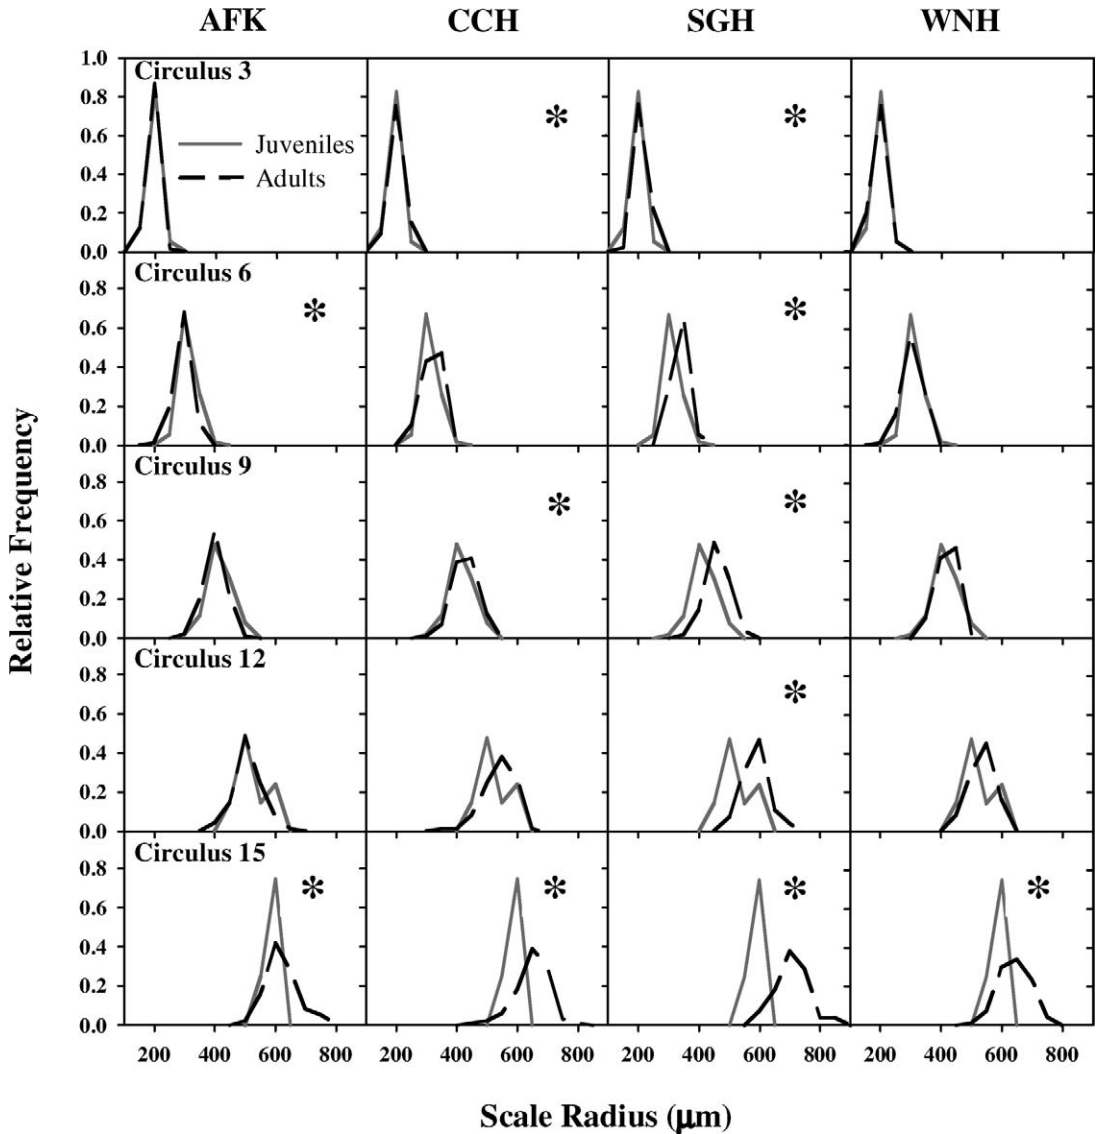 AFK CCH SGH WNH
1.0
Circulus 3
0.8 * *
0.6
Juveniles
0.4
Adults
0.2
0.0
Circulus 6
0.8 * *
0.6
0.4
0.2
0.0
Circulus 9
0.8 * *
0.6
0.4
0.2
0.0
Circulus 12
0.8 *
0.6
0.4
0.2
0.0
Circulus 15
0.8 * * * *
0.6
0.4
0.2
0.0
200 400 600 800 200 400 600 800 200 400 600 800 200 400 600 800
Relative Frequency
Scale Radius (μm)